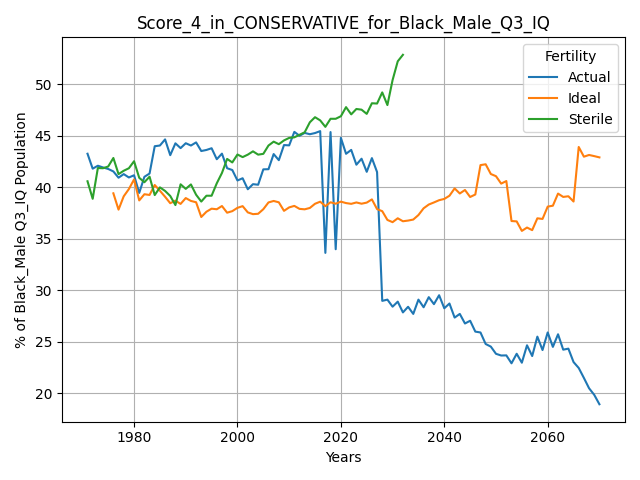 Score_4_in_CONSERVATIVE_for_Black_Male_Q3_IQ
Fertility
Actual
Ideal
Sterile
% of Black_Male Q3_IQ Population
50
45
40
35
30
25
20
1980
2000
2020
2040
2060
Years